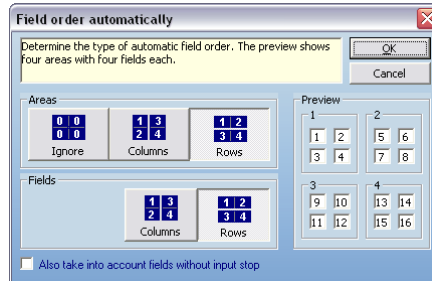 Field order automatically
Determine the type of automatic field order. The preview shows
four areas with four fields each.
OK
Cancel
Areas
0 0
0 0
Ignore
1 3
2 4
Columns
1 2
3 4
Rows
Fields
1 3
2 4
Columns
1 2
3 4
Rows
Preview
1
1 2
3 4
2
5 6
7 8
3
9 10
11 12
4
13 14
15 16
Also take into account fields without input stop